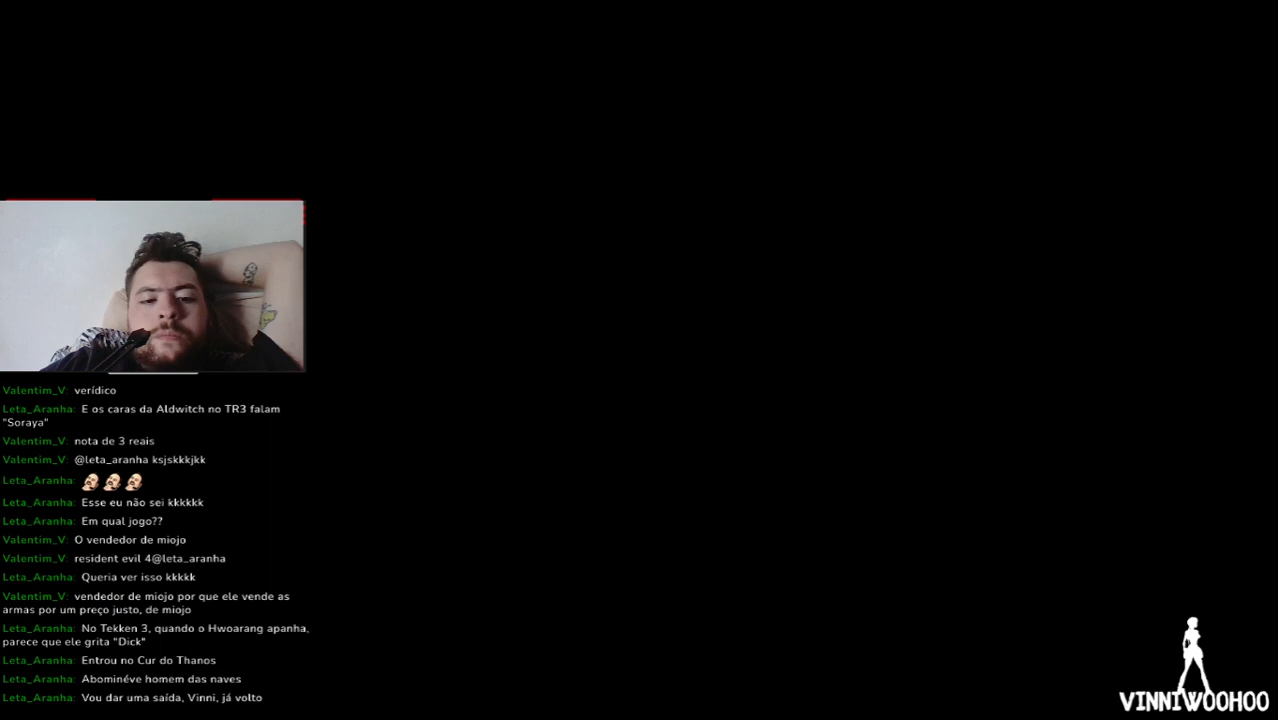 Valentim_V: verídico
Leta_Aranha: E os caras da Aldwitch no TR3 falam
"Soraya"
Valentim_V: nota de 3 reais
Valentim_V: @leta_aranha ksjskkkjkk
Leta_Aranha:
Leta_Aranha: Esse eu não sei kkkkkk
Leta_Aranha: Em qual jogo??
Valentim_V: O vendedor de miojo
Valentim_V: resident evil 4@leta_aranha
Leta_Aranha: Queria ver isso kkkkk
Valentim_V: vendedor de miojo por que ele vende as
armas por um preço justo, de miojo
Leta_Aranha: No Tekken 3, quando o Hwoarang apanha,
parece que ele grita "Dick"
Leta_Aranha: Entrou no Cur do Thanos
Leta_Aranha: Abominéve homem das naves
Leta_Aranha: Vou dar uma saída, Vinni, já volto
VINNIWOOHOO